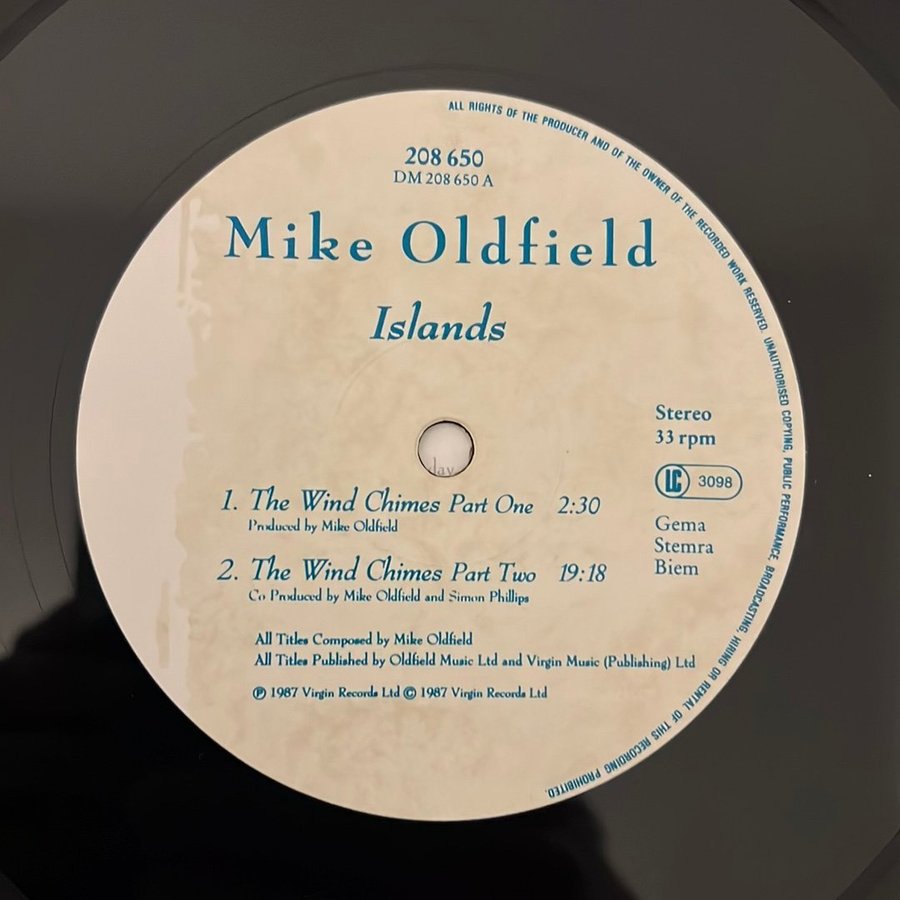 ALL RIGHTS OF THE PRODUCER AND OF THE OWNER OF THE RECORDED WORK RESERVED. UNAUTHORISED COPYING, PUBLIC PERFORMANCE, BROADCASTING, HIRING OR RENTAL OF THIS RECORDING PROHIBITED.
208 650
DM 208 650 A
Mike Oldfield
Islands
Stereo
33 rpm
LC 3098
lay
1. The Wind Chimes Part One 2:30
Produced by Mike Oldfield
Gema
Stemra
Biem
2. The Wind Chimes Part Two 19:18
Co Produced by Mike Oldfield and Simon Phillips
All Titles Composed by Mike Oldfield
All Titles Published by Oldfield Music Ltd and Virgin Music (Publishing) Ltd
℗ 1987 Virgin Records Ltd © 1987 Virgin Records Ltd